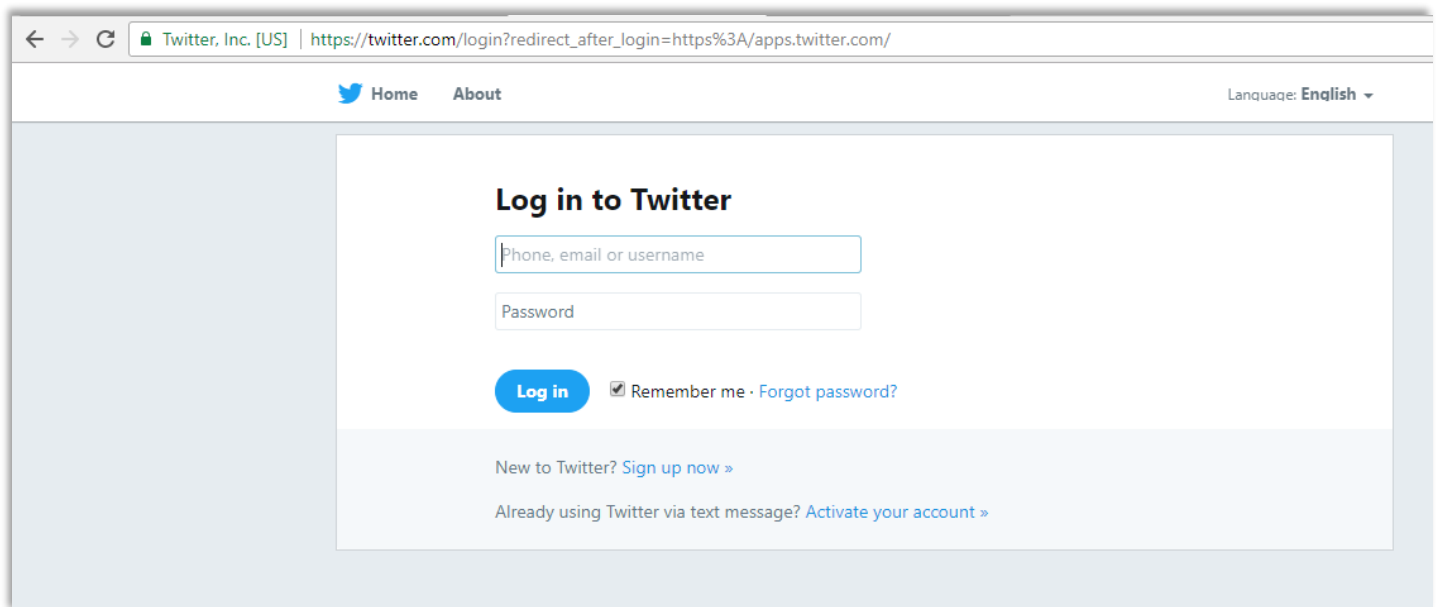 Twitter, Inc. [US] https://twitter.com/login?redirect_after_login=https%3A/apps.twitter.com/
Home About Language: English
Log in to Twitter
Phone, email or username
Password
Log in Remember me · Forgot password?
New to Twitter? Sign up now »
Already using Twitter via text message? Activate your account »